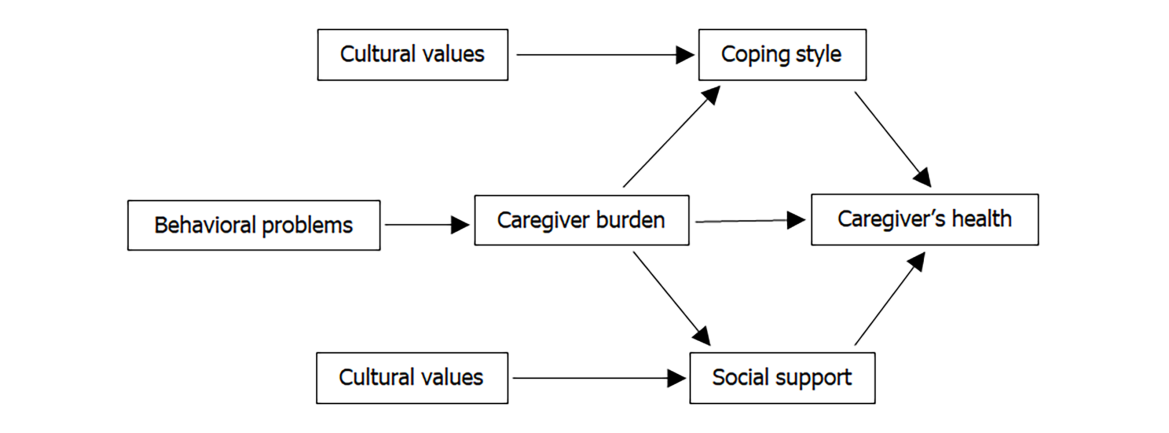 Cultural values
Coping style
Behavioral problems
Caregiver burden
Caregiver’s health
Cultural values
Social support